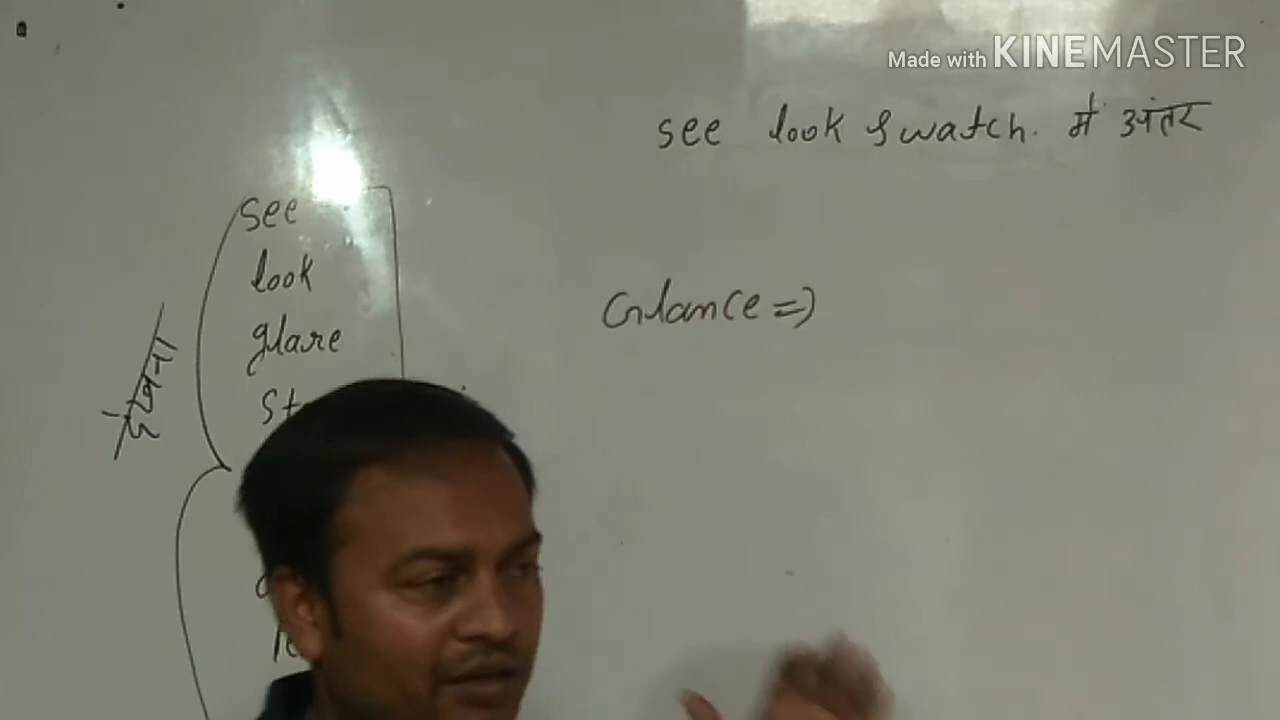 Made with KINEMASTER
see look & watch. में अंतर
see
look
glare
Glance =>
देखना